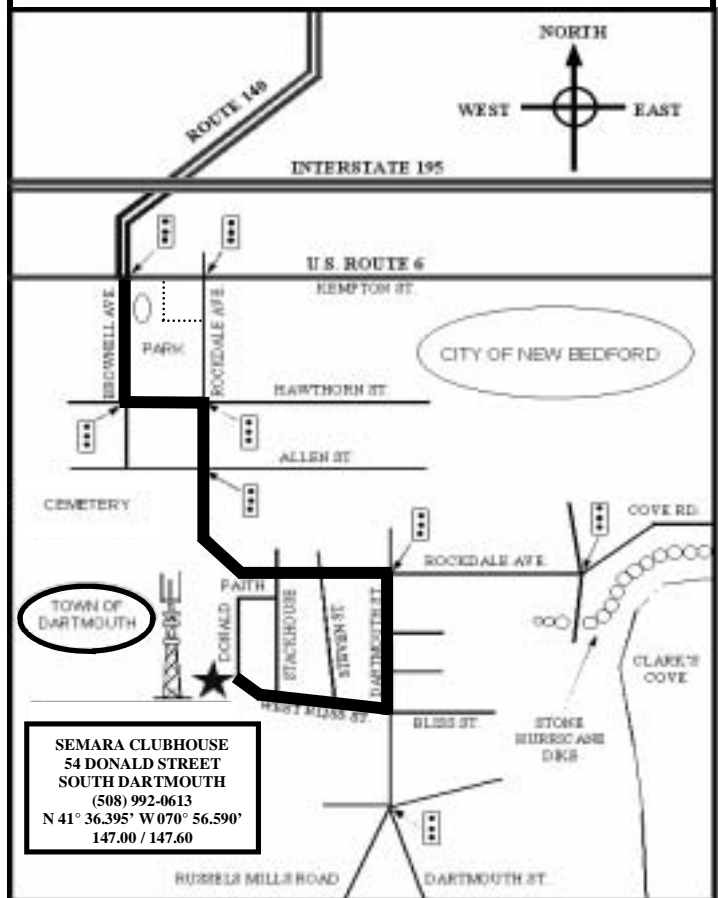 NORTH
WEST
EAST
ROUTE 140
INTERSTATE 195
U.S. ROUTE 6
KEMPTON ST.
BROWNELL AVE.
PARK
ROCKDALE AVE.
CITY OF NEW BEDFORD
HAWTHORN ST.
ALLEN ST
CEMETERY
COVE RD.
ROCKDALE AVE.
FAITH
TOWN OF
DARTMOUTH
DONALD
STACKHOUSE
STEVEN ST.
DARTMOUTH ST.
CLARK'S
COVE
WEST BLISS ST.
BLISS ST.
STONE
HURRICANE
DIKE
SEMARA CLUBHOUSE
54 DONALD STREET
SOUTH DARTMOUTH
(508) 992-0613
N 41° 36.395’ W 070° 56.590’
147.00 / 147.60
RUSSELS MILLS ROAD
DARTMOUTH ST.